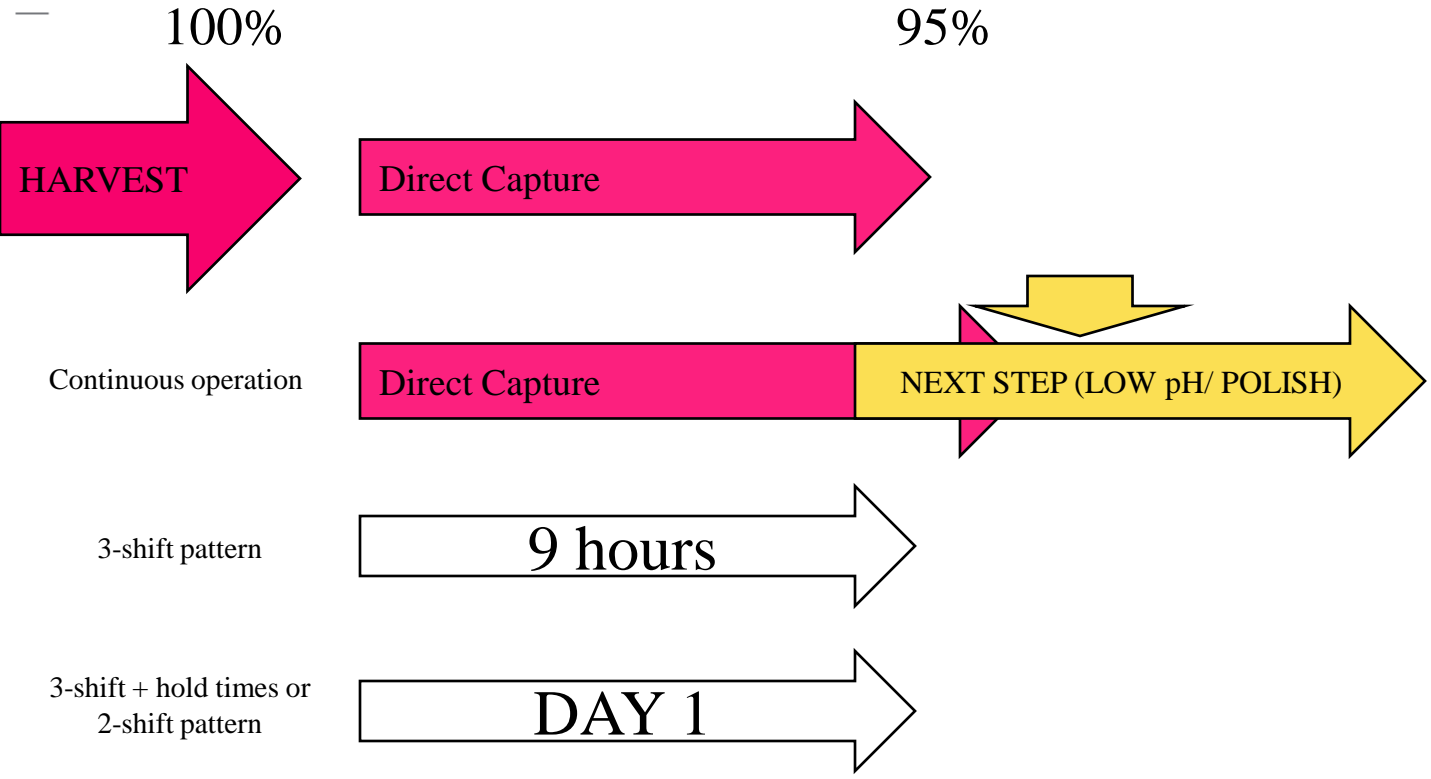 100%
95%
HARVEST
Direct Capture
Continuous operation
Direct Capture
NEXT STEP (LOW pH/ POLISH)
3-shift pattern
9 hours
3-shift + hold times or
2-shift pattern
DAY 1